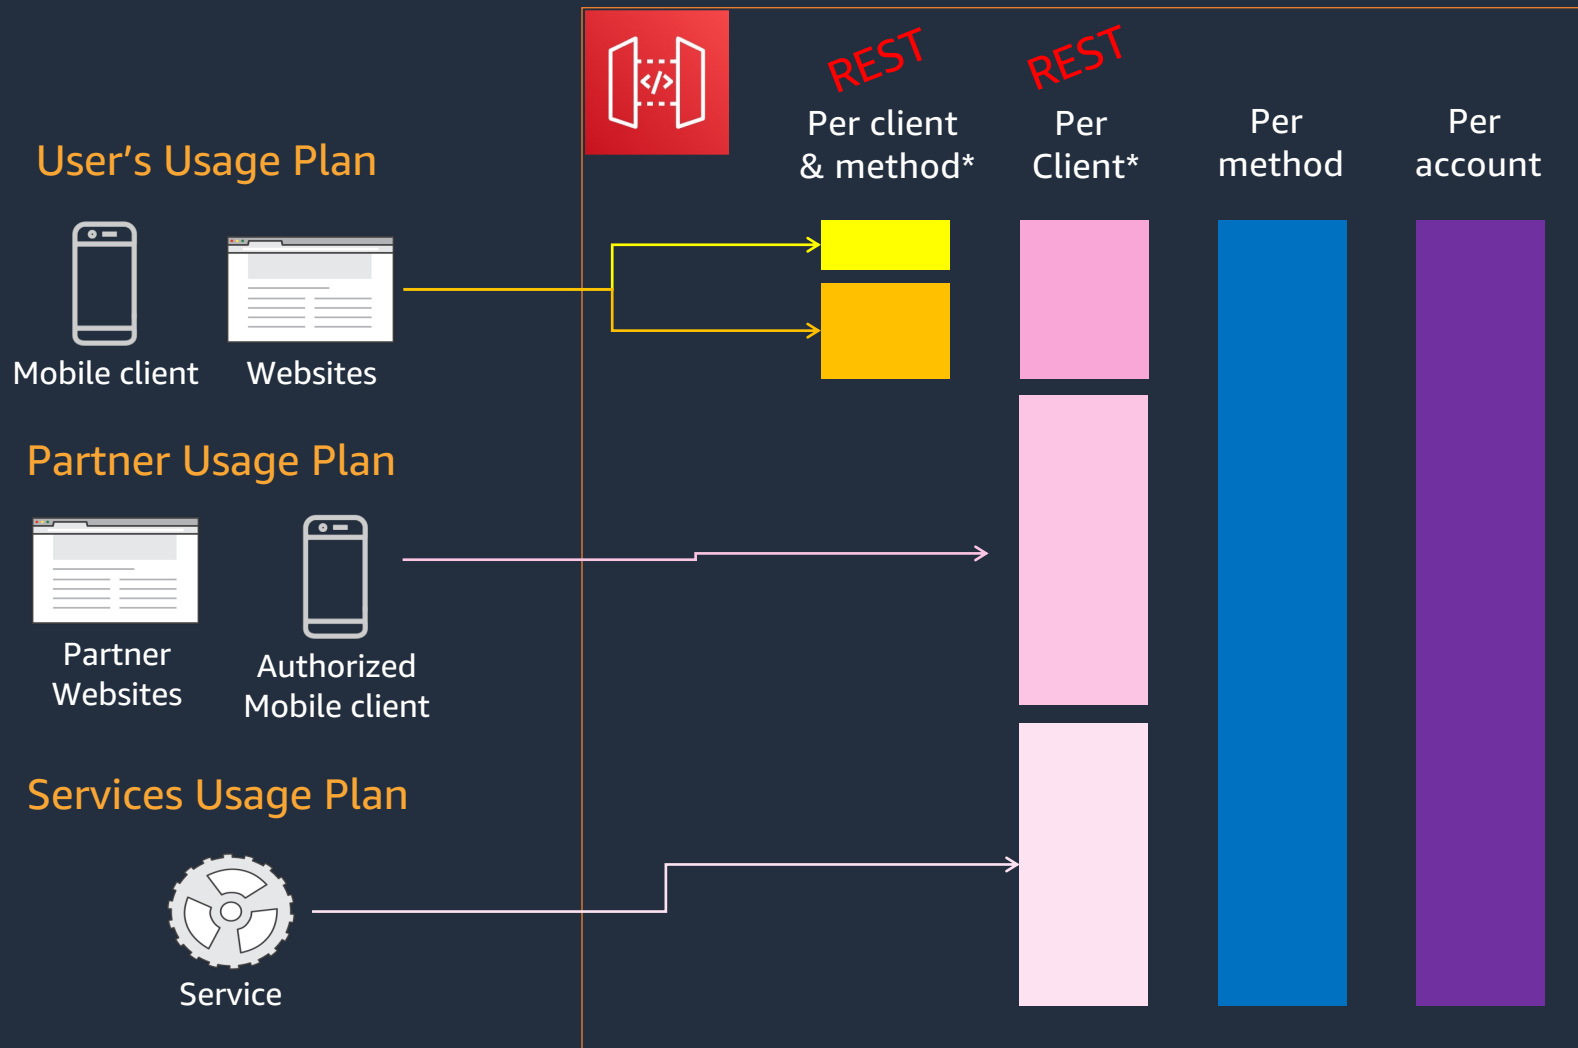 REST
REST
Per client
& method*
Per
Client*
Per
method
Per
account
</>
User's Usage Plan
Mobile client
Websites
Partner Usage Plan
Partner
Websites
Authorized
Mobile client
Services Usage Plan
Service